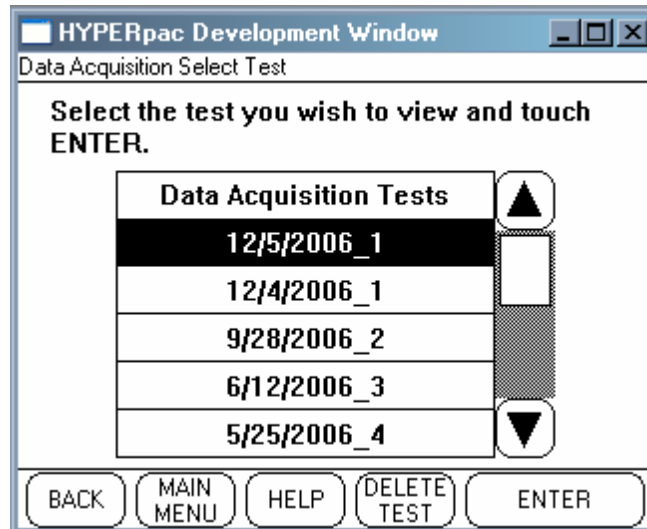 HYPERpac Development Window
Data Acquisition Select Test
Select the test you wish to view and touch
ENTER.
Data Acquisition Tests
12/5/2006_1
12/4/2006_1
9/28/2006_2
6/12/2006_3
5/25/2006_4
BACK
MAIN
MENU
HELP
DELETE
TEST
ENTER